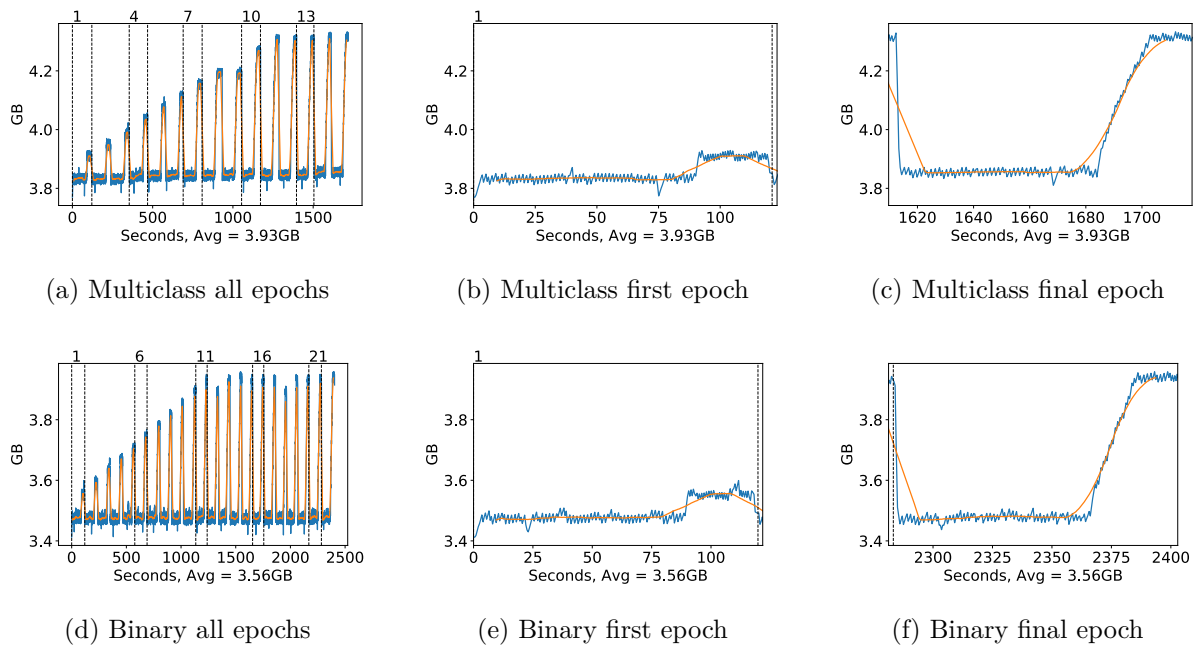 1 4 7 10 13
GB
4.2
4.0
3.8
0 500 1000 1500
Seconds, Avg = 3.93GB
(a) Multiclass all epochs
1
GB
4.2
4.0
3.8
0 25 50 75 100
Seconds, Avg = 3.93GB
(b) Multiclass first epoch
GB
4.2
4.0
3.8
1620 1640 1660 1680 1700
Seconds, Avg = 3.93GB
(c) Multiclass final epoch
1 6 11 16 21
GB
3.8
3.6
3.4
0 500 1000 1500 2000 2500
Seconds, Avg = 3.56GB
(d) Binary all epochs
1
GB
3.8
3.6
3.4
0 25 50 75 100
Seconds, Avg = 3.56GB
(e) Binary first epoch
GB
3.8
3.6
3.4
2300 2325 2350 2375 2400
Seconds, Avg = 3.56GB
(f) Binary final epoch